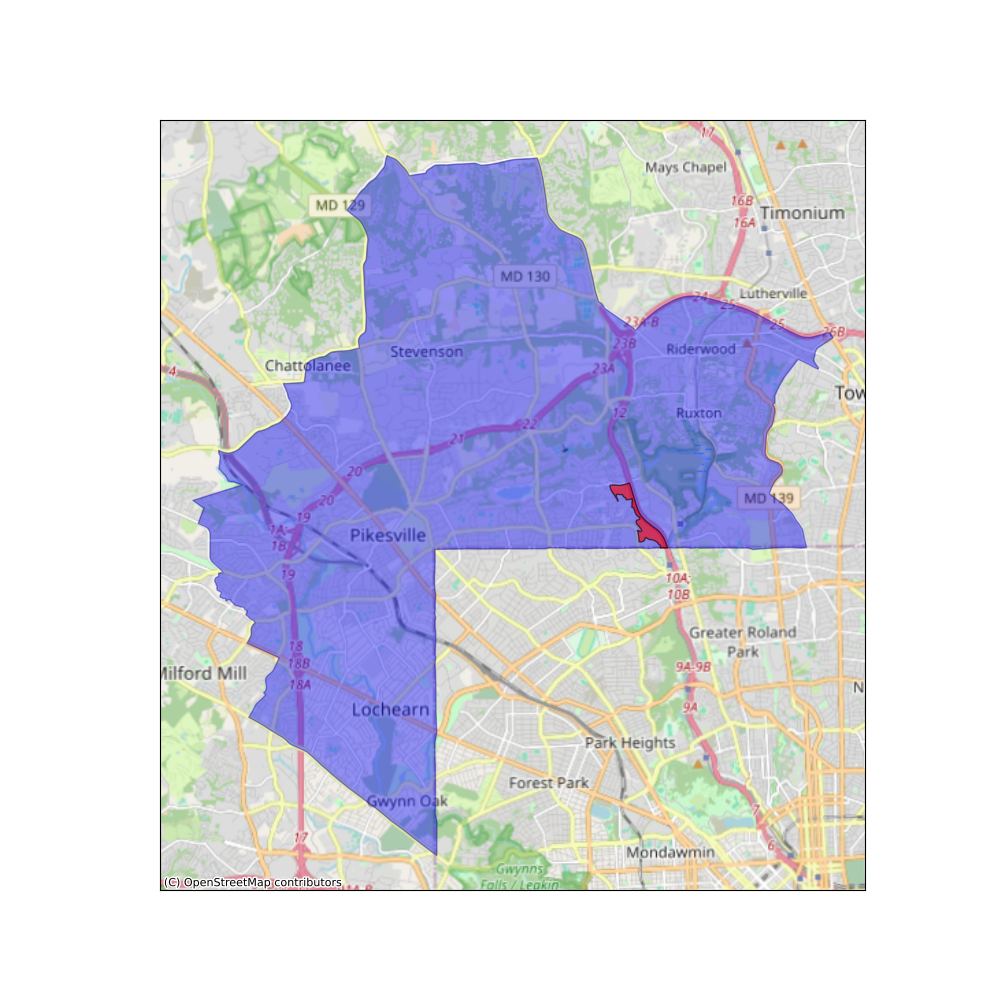 17
Mays Chapel
16B
16A
Timonium
MD 129
MD 130
Lutherville
24
25
25
26B
23A-B
23B
Riderwood
Stevenson
Chattolanee
23A
4
Tow
12
Ruxton
22
21
20
20
MD 139
19
1A
1B
Pikesville
19
10A;
10B
Greater Roland
Park
18
18B
18A
9A-9B
Milford Mill
N
9A
Lochearn
Park Heights
Forest Park
Gwynn Oak
7
17
6
Mondawmin
Gwynns
Falls / Leakin
(C) OpenStreetMap contributors